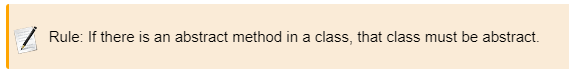 Rule: If there is an abstract method in a class, that class must be abstract.